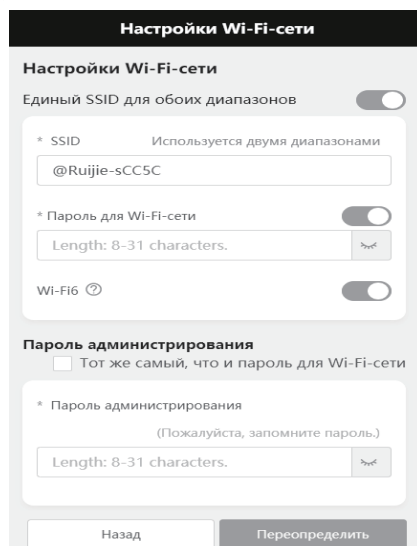 Настройки Wi-Fi-сети
Настройки Wi-Fi-сети
Единый SSID для обоих диапазонов
* SSID Используется двумя диапазонами
@Ruijie-sCC5C
* Пароль для Wi-Fi-сети
Length: 8-31 characters.
Wi-Fi6 ?
Пароль администрирования
Тот же самый, что и пароль для Wi-Fi-сети
* Пароль администрирования
(Пожалуйста, запомните пароль.)
Length: 8-31 characters.
Назад Переопределить